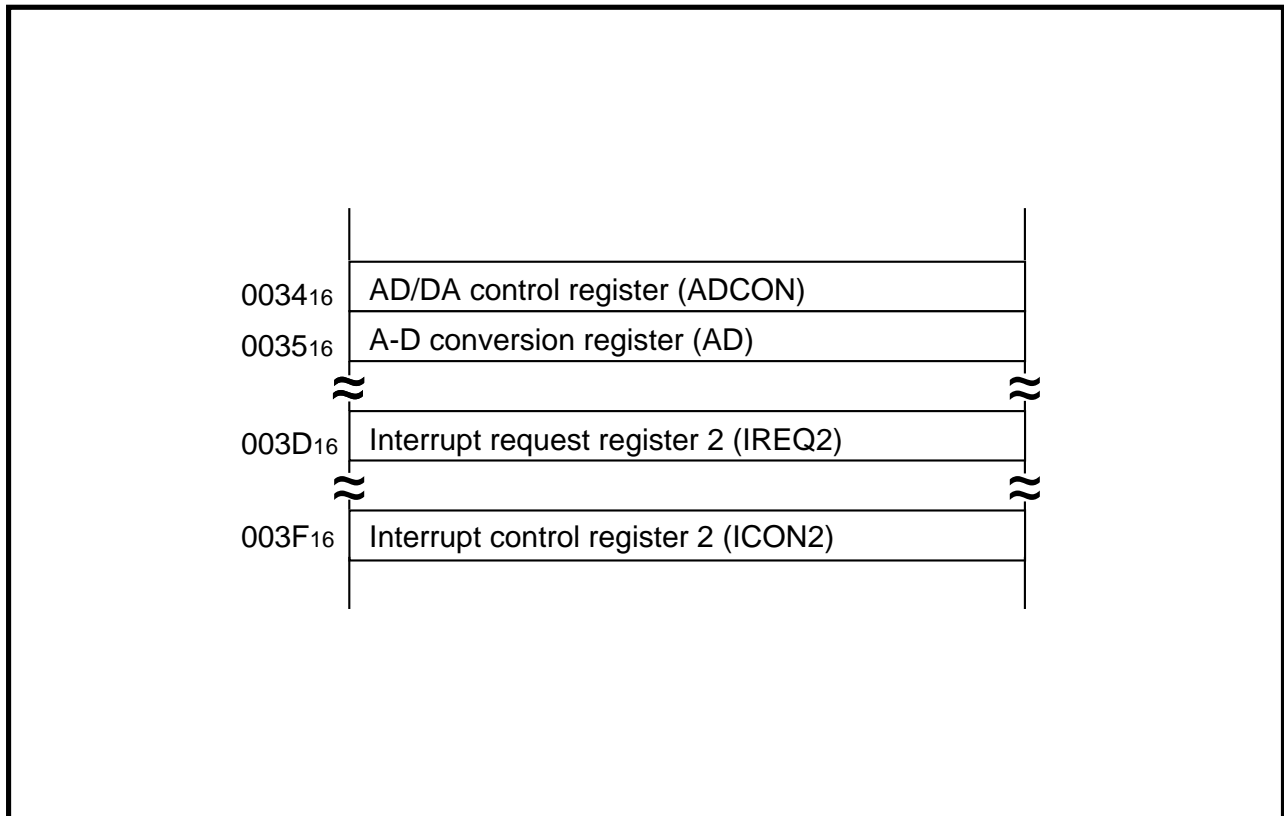 0034₁₆ AD/DA control register (ADCON)
0035₁₆ A-D conversion register (AD)
003D₁₆ Interrupt request register 2 (IREQ2)
003F₁₆ Interrupt control register 2 (ICON2)